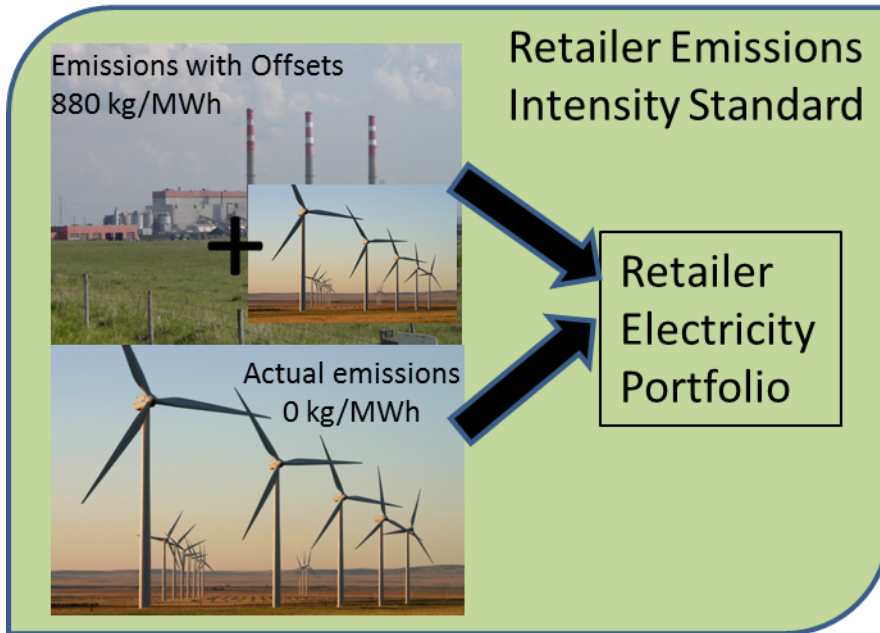 Emissions with Offsets
880 kg/MWh
Retailer Emissions
Intensity Standard
+
Actual emissions
0 kg/MWh
Retailer
Electricity
Portfolio